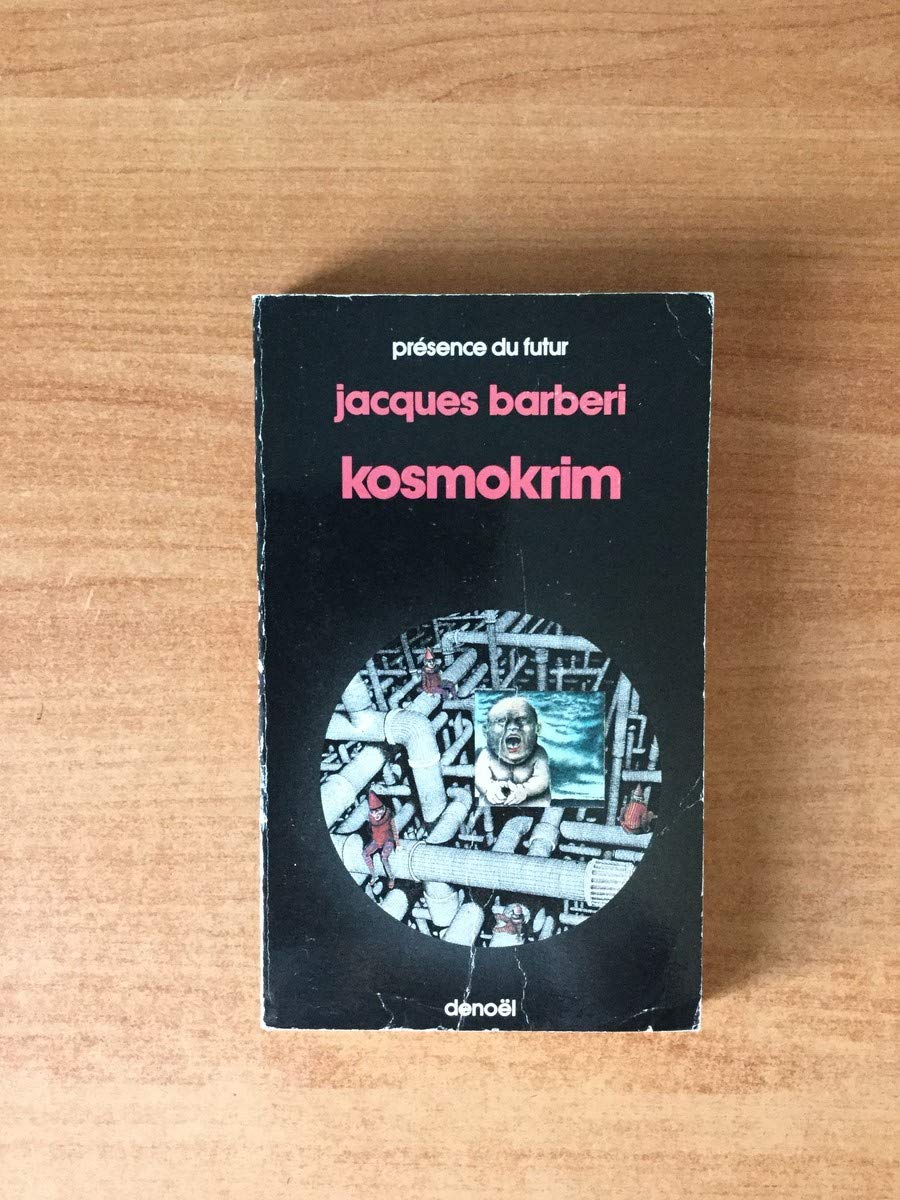 présence du futur
jacques barberi
kosmokrim
denoël